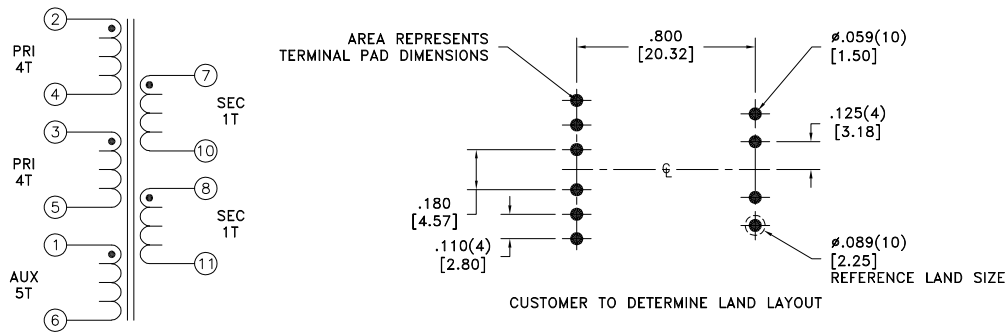 2
PRI
4T
4
3
PRI
4T
5
1
AUX
5T
6
7
SEC
1T
10
8
SEC
1T
11
AREA REPRESENTS
TERMINAL PAD DIMENSIONS
.800
[20.32]
ø.059(10)
[1.50]
.125(4)
[3.18]
℄
.180
[4.57]
.110(4)
[2.80]
ø.089(10)
[2.25]
REFERENCE LAND SIZE
CUSTOMER TO DETERMINE LAND LAYOUT